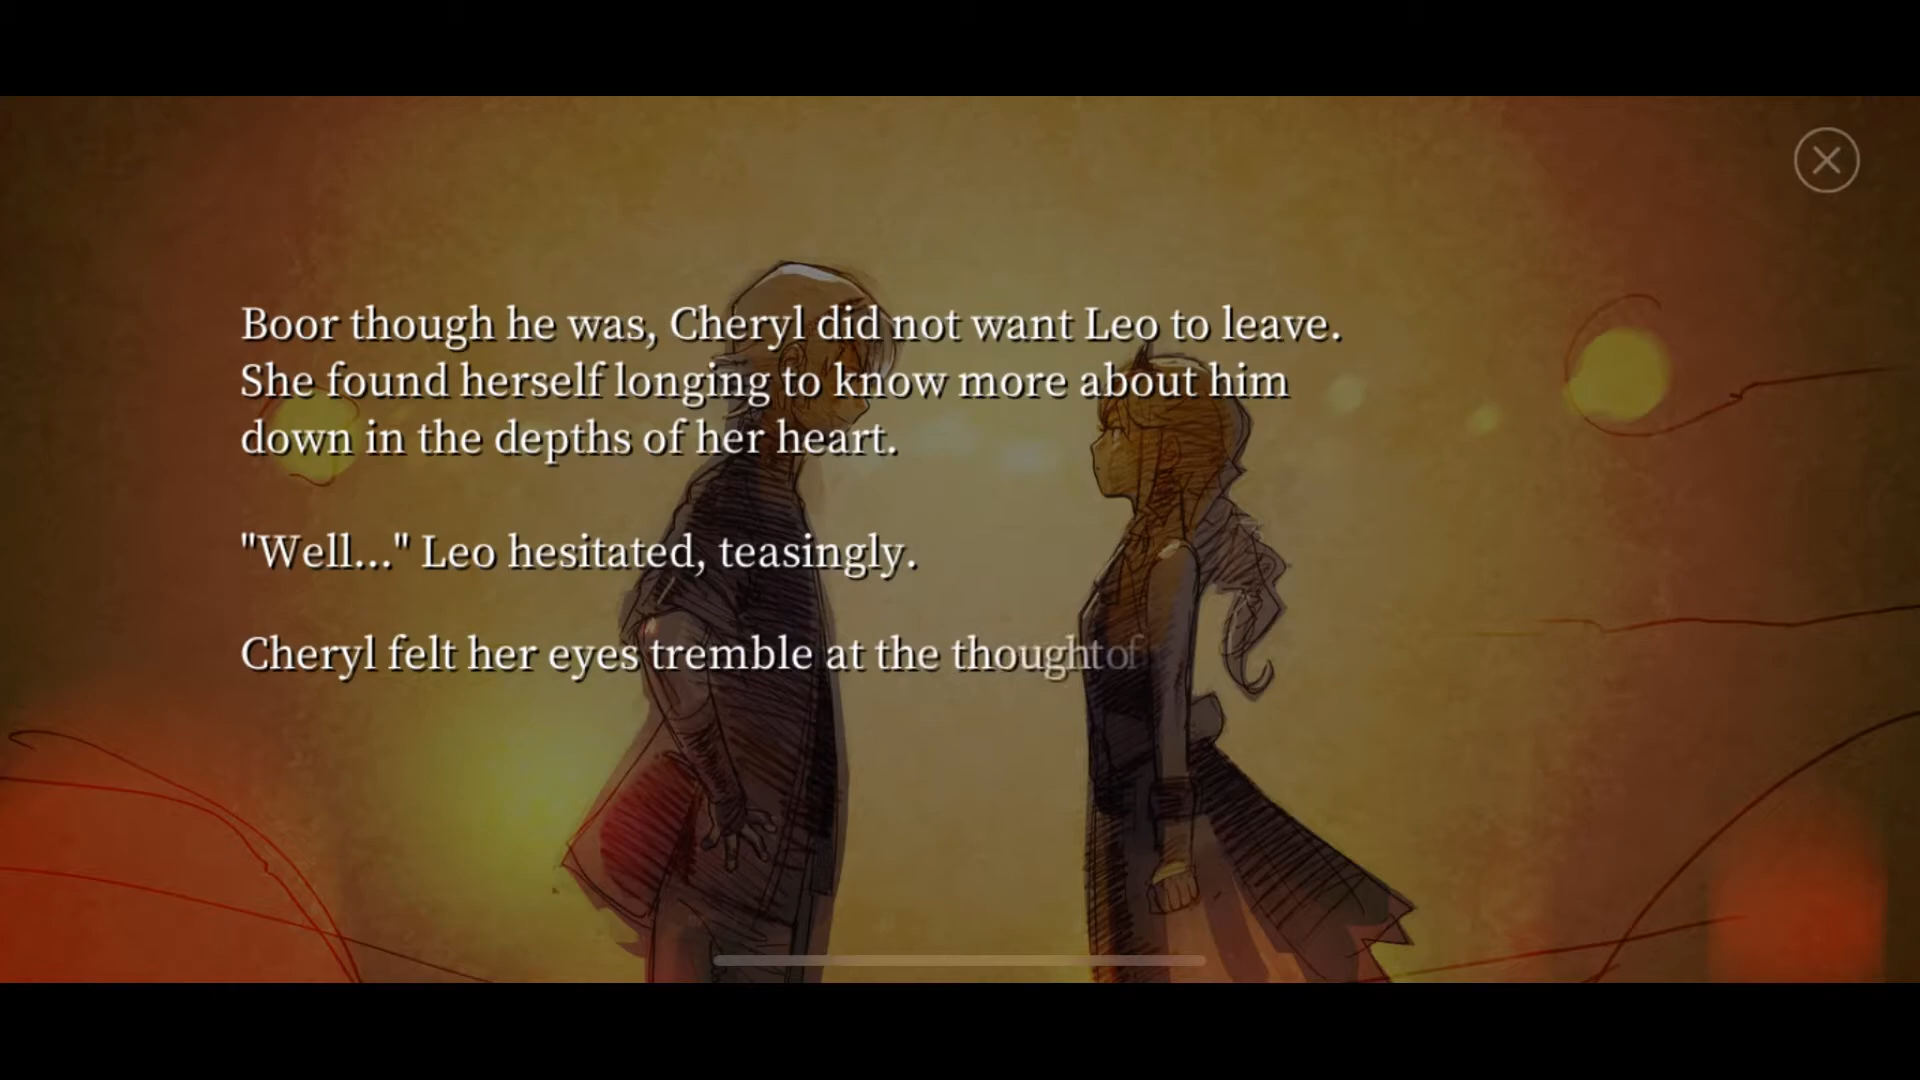 Boor though he was, Cheryl did not want Leo to leave.
She found herself longing to know more about him
down in the depths of her heart.
"Well..." Leo hesitated, teasingly.
Cheryl felt her eyes tremble at the thought of